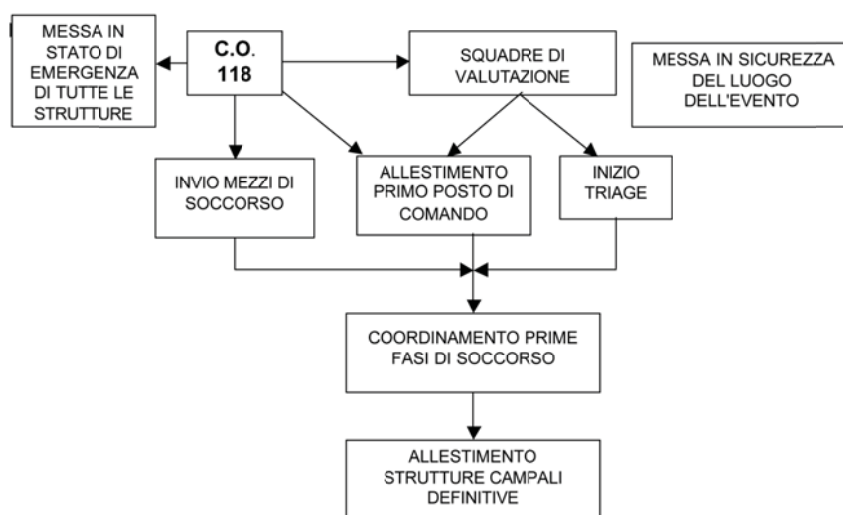 MESSA IN
STATO DI
EMERGENZA
DI TUTTE LE
STRUTTURE
C.O.
118
SQUADRE DI
VALUTAZIONE
MESSA IN SICUREZZA
DEL LUOGO
DELL'EVENTO
INVIO MEZZI DI
SOCCORSO
ALLESTIMENTO
PRIMO POSTO DI
COMANDO
INIZIO
TRIAGE
COORDINAMENTO PRIME
FASI DI SOCCORSO
ALLESTIMENTO
STRUTTURE CAMPALI
DEFINITIVE